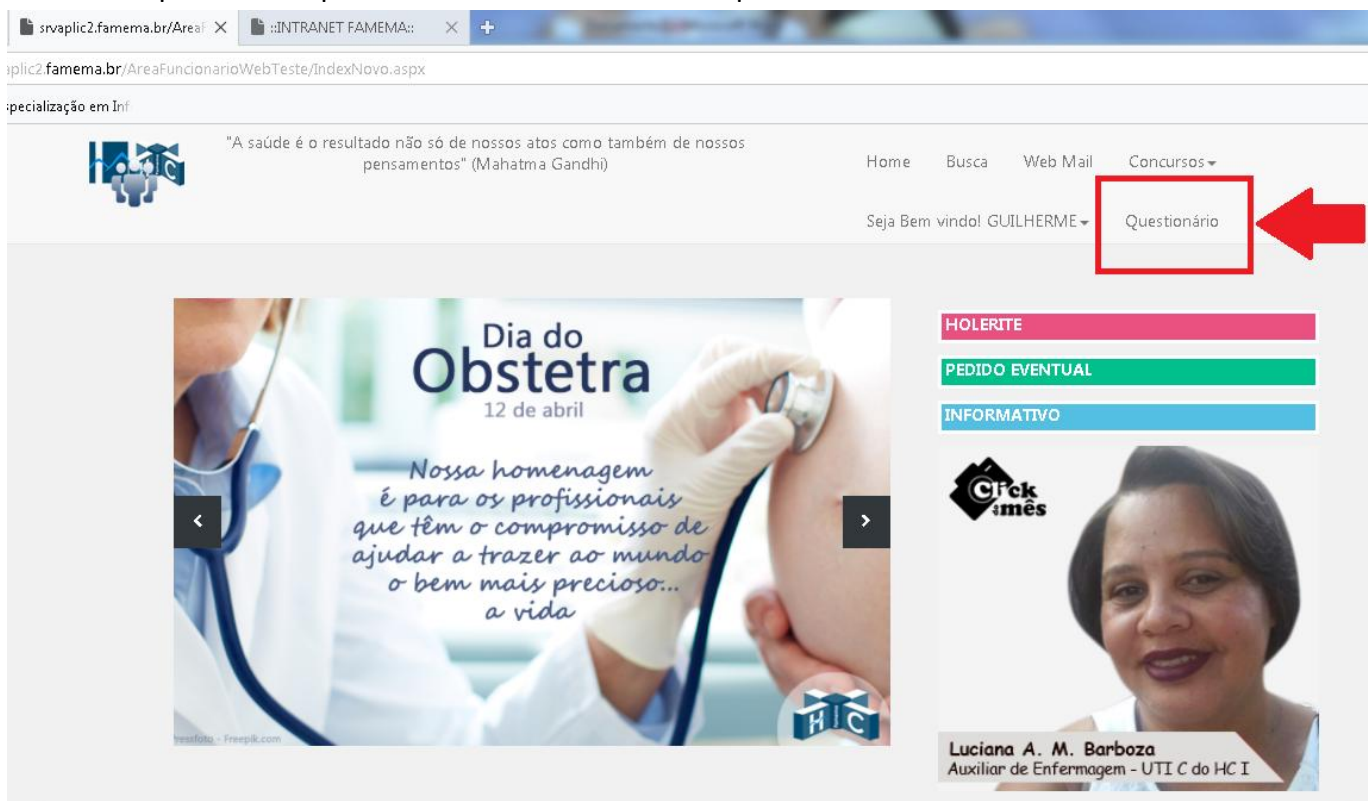 srvaplic2.famema.br/Area
::INTRANET FAMEMA::
aplic2.famema.br/AreaFuncionarioWebTeste/IndexNovo.aspx
specialização em Inf
"A saúde é o resultado não só de nossos atos como também de nossos
pensamentos" (Mahatma Gandhi)
Home Busca Web Mail Concursos
Seja Bem vindo! GUILHERME Questionário
HTC
Dia do
Obstetra
12 de abril
Nossa homenagem
é para os profissionais
que têm o compromisso de
ajudar a trazer ao mundo
o bem mais precioso...
a vida
H C
Pressfoto - Freepik.com
HOLERITE
PEDIDO EVENTUAL
INFORMATIVO
Click
mês
Luciana A. M. Barboza
Auxiliar de Enfermagem - UTI C do HC I